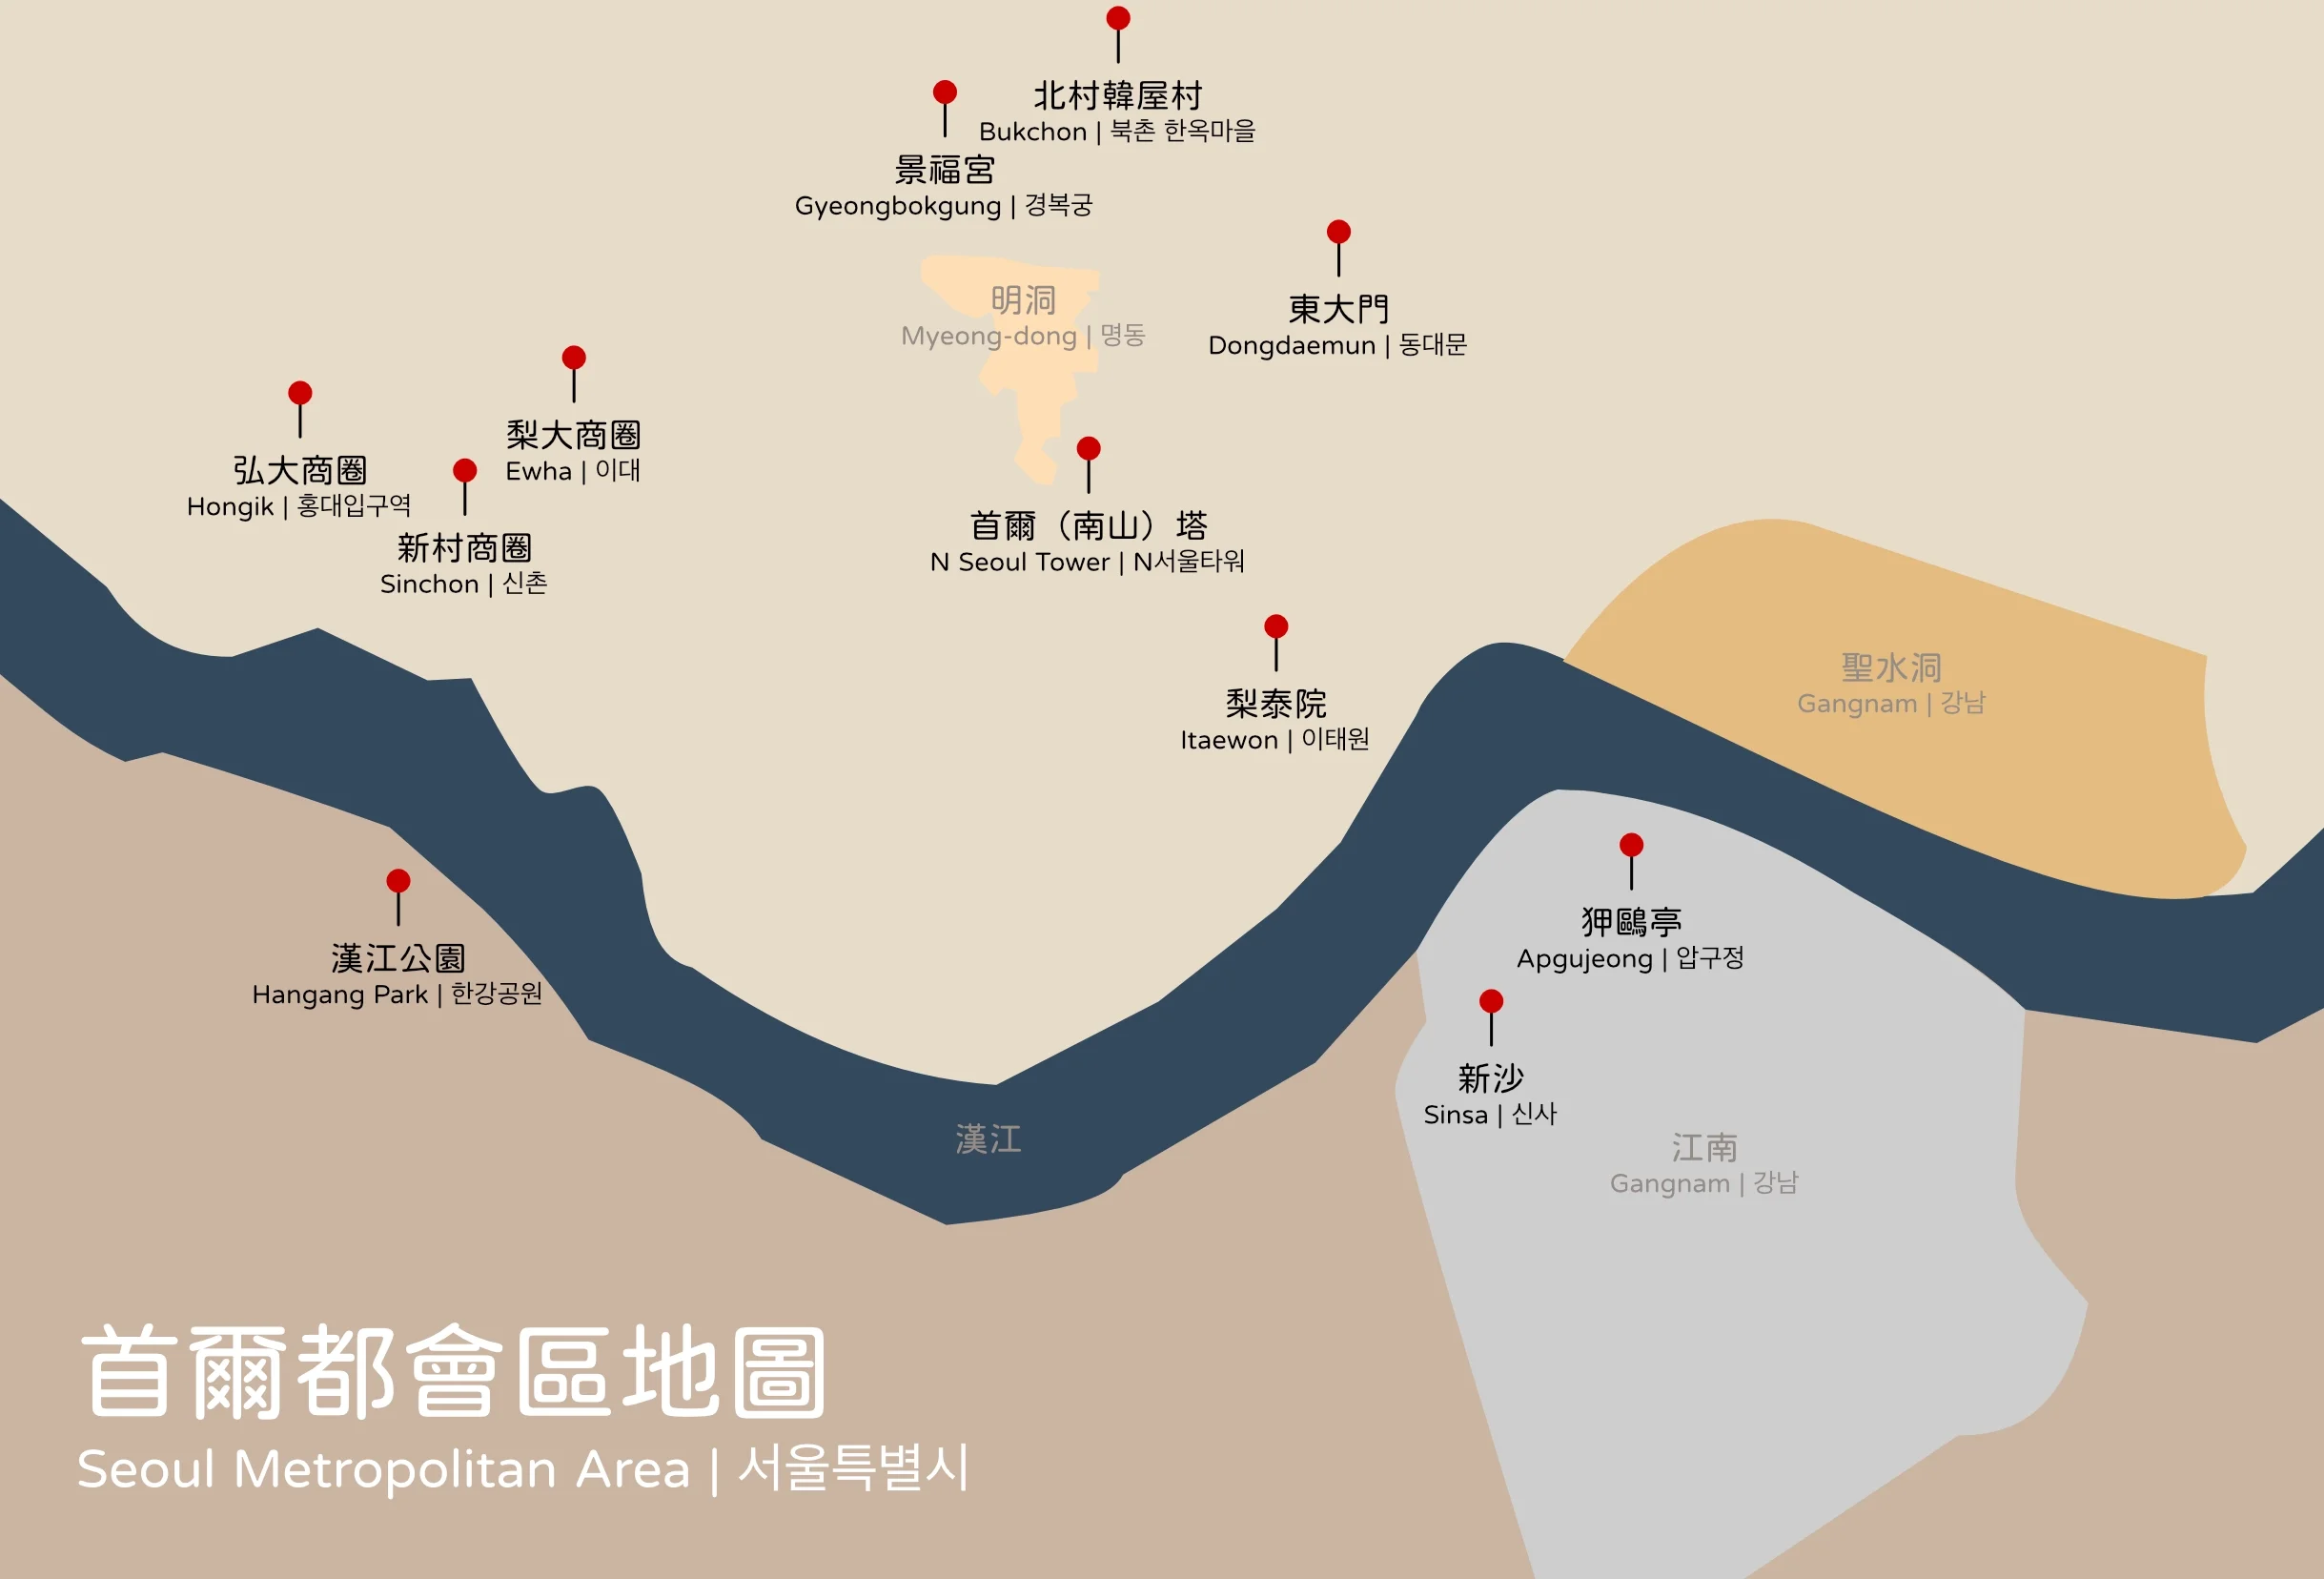 北村韓屋村
Bukchon | 북촌 한옥마을
景福宮
Gyeongbokgung | 경복궁
明洞
Myeong-dong | 명동
東大門
Dongdaemun | 동대문
梨大商圈
Ewha | 이대
弘大商圈
Hongik | 홍대입구역
新村商圈
Sinchon | 신촌
首爾（南山）塔
N Seoul Tower | N서울타워
梨泰院
Itaewon | 이태원
聖水洞
Gangnam | 강남
狎鷗亭
Apgujeong | 압구정
漢江公園
Hangang Park | 한강공원
新沙
Sinsa | 신사
漢江
江南
Gangnam | 강남
首爾都會區地圖
Seoul Metropolitan Area | 서울특별시